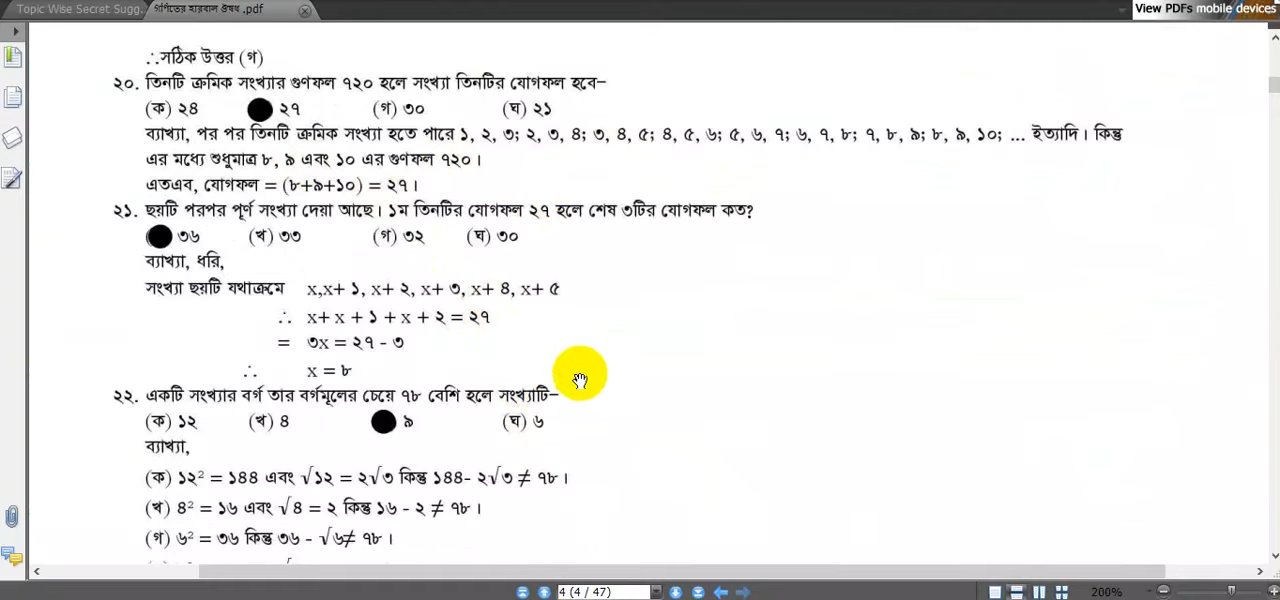 Topic Wise Secret Sugg.
গণিতের হারবাল ঔষধ .pdf
View PDFs mobile devices
∴সঠিক উত্তর (গ)
২০. তিনটি ক্রমিক সংখ্যার গুণফল ৭২০ হলে সংখ্যা তিনটির যোগফল হবে–
(ক) ২৪ ২৭ (গ) ৩০ (ঘ) ২১
ব্যাখ্যা, পর পর তিনটি ক্রমিক সংখ্যা হতে পারে ১, ২, ৩; ২, ৩, ৪; ৩, ৪, ৫; ৪, ৫, ৬; ৫, ৬, ৭; ৬, ৭, ৮; ৭, ৮, ৯; ৮, ৯, ১০; ... ইত্যাদি। কিন্তু
এর মধ্যে শুধুমাত্র ৮, ৯ এবং ১০ এর গুণফল ৭২০।
এতএব, যোগফল = (৮+৯+১০) = ২৭।
২১. ছয়টি পরপর পূর্ণ সংখ্যা দেয়া আছে। ১ম তিনটির যোগফল ২৭ হলে শেষ ৩টির যোগফল কত?
৩৬ (খ) ৩৩ (গ) ৩২ (ঘ) ৩০
ব্যাখ্যা, ধরি,
সংখ্যা ছয়টি যথাক্রমে x,x+ ১, x+ ২, x+ ৩, x+ ৪, x+ ৫
∴ x+ x + ১ + x + ২ = ২৭
= ৩x = ২৭ - ৩
∴ x = ৮
২২. একটি সংখ্যার বর্গ তার বর্গমূলের চেয়ে ৭৮ বেশি হলে সংখ্যাটি–
(ক) ১২ (খ) ৪ ৯ (ঘ) ৬
ব্যাখ্যা,
(ক) ১২² = ১৪৪ এবং √১২ = ২√৩ কিন্তু ১৪৪- ২√৩ ≠ ৭৮।
(খ) ৪² = ১৬ এবং √৪ = ২ কিন্তু ১৬ - ২ ≠ ৭৮।
(গ) ৬² = ৩৬ কিন্তু ৩৬ - √৬≠ ৭৮।
4 (4 / 47)
200%